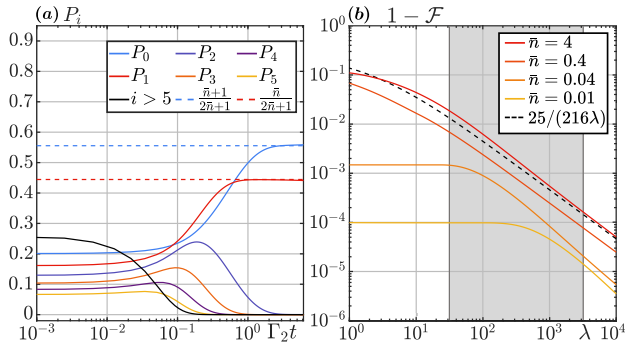 (a) P_i
0.9
0.8
0.7
0.6
0.5
0.4
0.3
0.2
0.1
0
10^{-3} 10^{-2} 10^{-1} 10^0 Γ_2t
P_0 P_2 P_4
P_1 P_3 P_5
i > 5 n̄+1/2n̄+1 n̄/2n̄+1
(b) 1 − F
10^0
10^{-1}
10^{-2}
10^{-3}
10^{-4}
10^{-5}
10^{-6}
10^0 10^1 10^2 10^3 λ 10^4
n̄ = 4
n̄ = 0.4
n̄ = 0.04
n̄ = 0.01
25/(216λ)